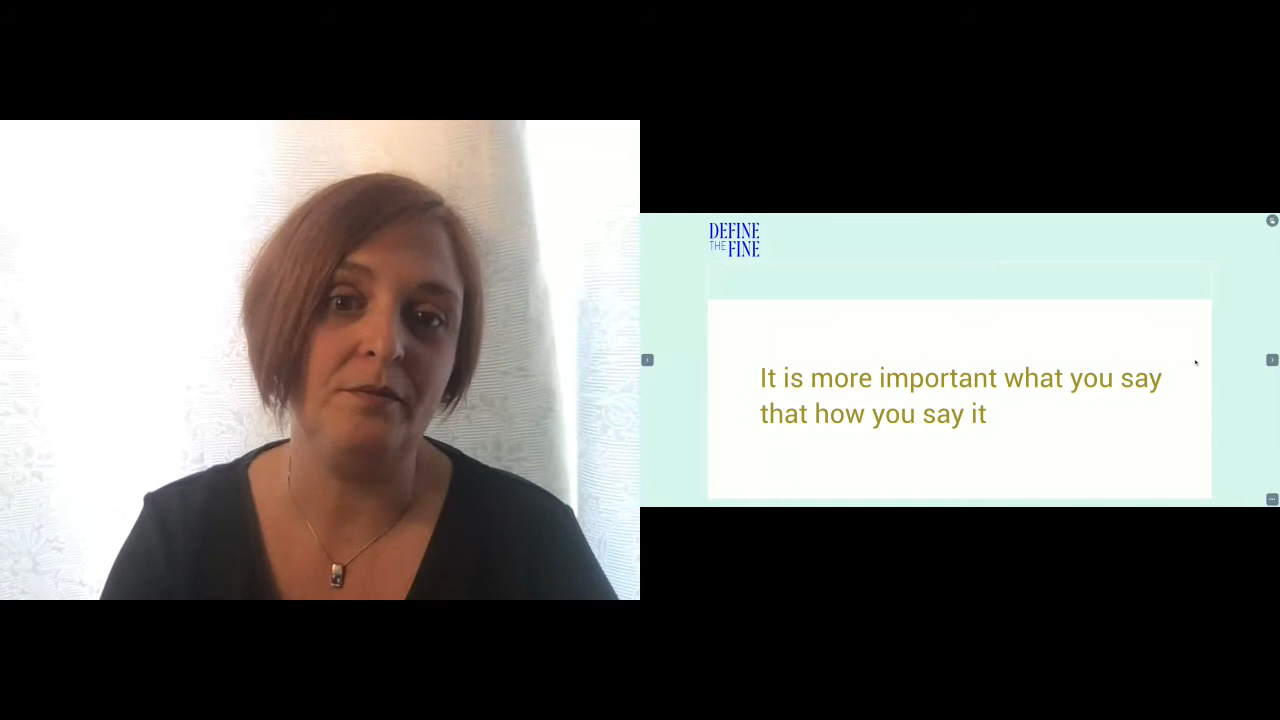 DEFINE
THE FINE
It is more important what you say
that how you say it